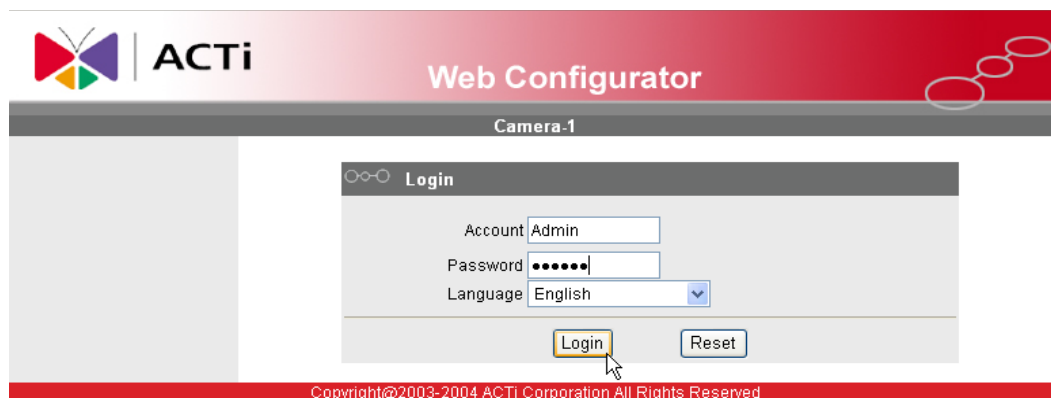 ACTi
Web Configurator
Camera-1
Login
Account Admin
Password ••••••
Language English
Login Reset
Copyright@2003-2004 ACTi Corporation All Rights Reserved